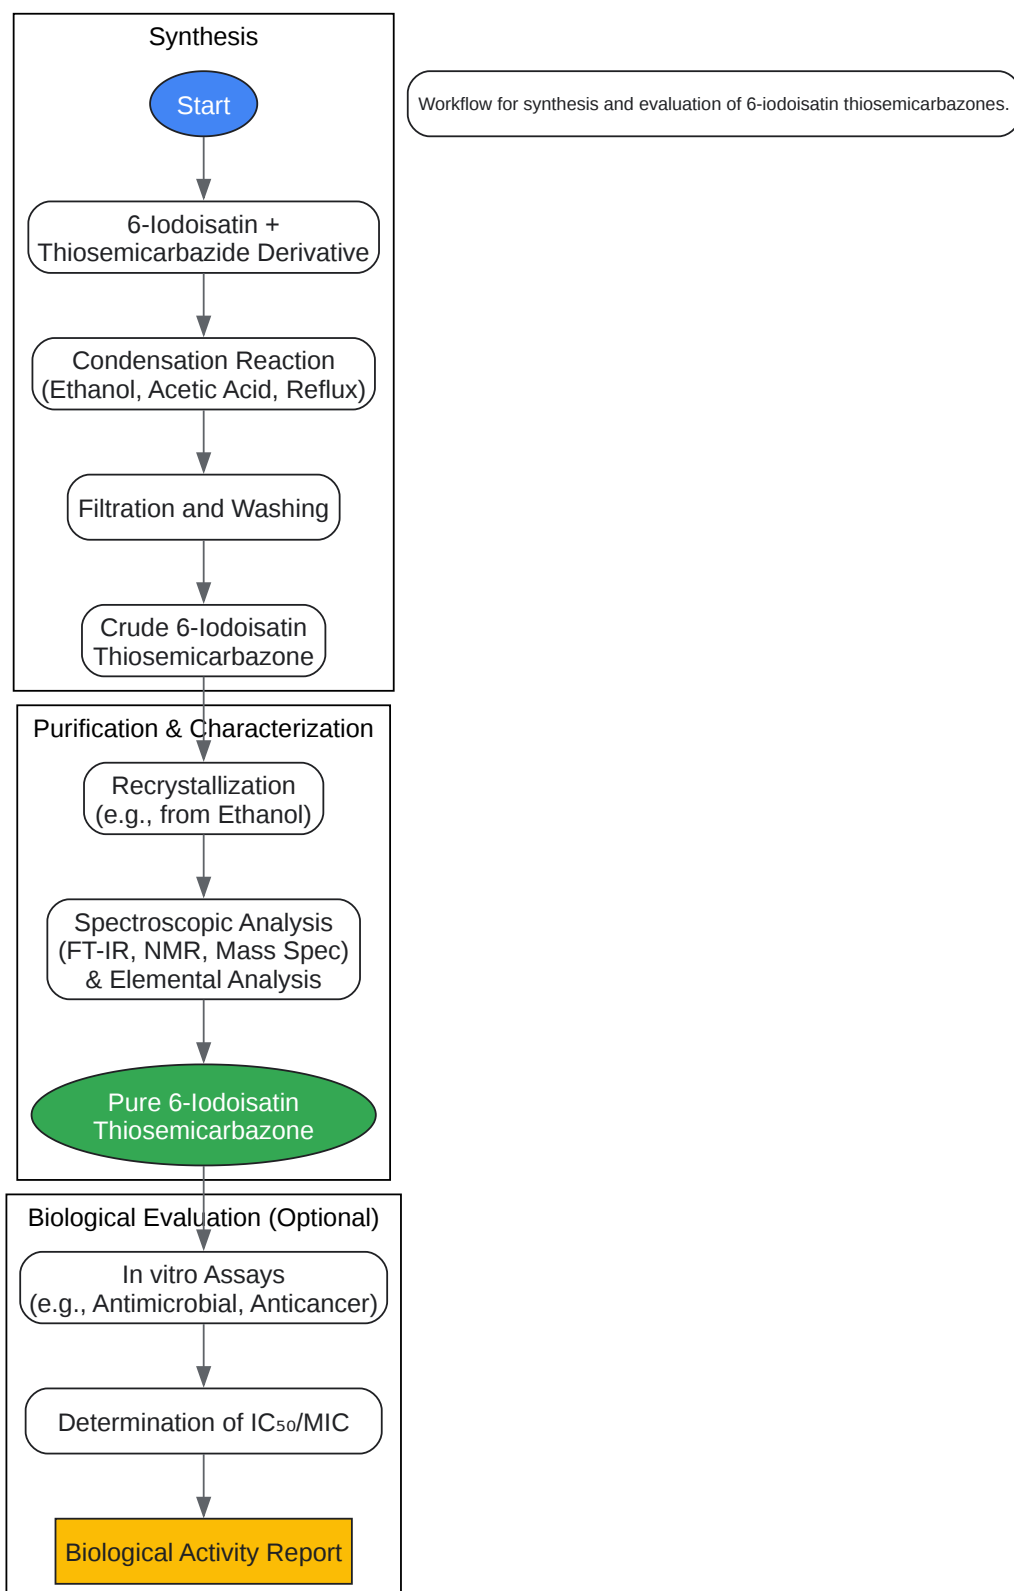 Synthesis
Start
Workflow for synthesis and evaluation of 6-iodoisatin thiosemicarbazones.
6-Iodoisatin +
Thiosemicarbazide Derivative
Condensation Reaction
(Ethanol, Acetic Acid, Reflux)
Filtration and Washing
Crude 6-Iodoisatin
Thiosemicarbazone
Purification & Characterization
Recrystallization
(e.g., from Ethanol)
Spectroscopic Analysis
(FT-IR, NMR, Mass Spec)
& Elemental Analysis
Pure 6-Iodoisatin
Thiosemicarbazone
Biological Evaluation (Optional)
In vitro Assays
(e.g., Antimicrobial, Anticancer)
Determination of IC₅₀/MIC
Biological Activity Report